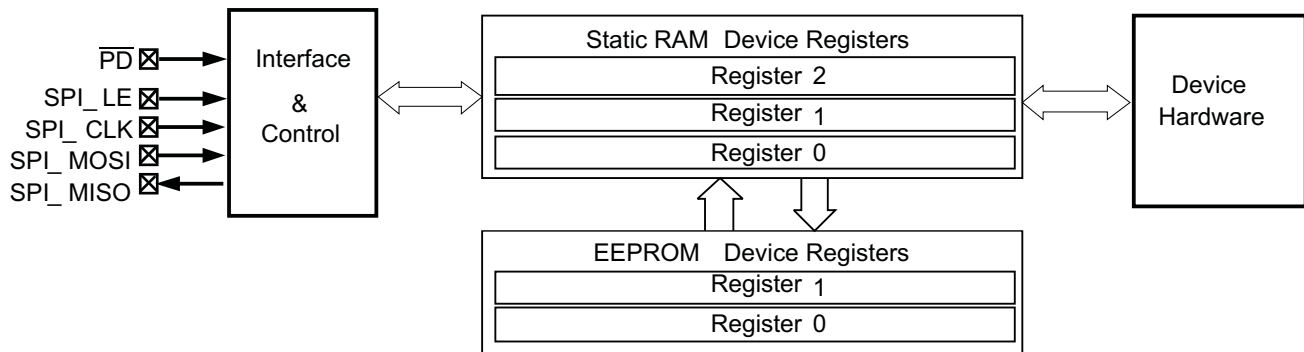 PD
SPI_ LE
SPI_ CLK
SPI_ MOSI
SPI_ MISO
Interface
&
Control
Static RAM Device Registers
Register 2
Register 1
Register 0
EEPROM Device Registers
Register 1
Register 0
Device
Hardware